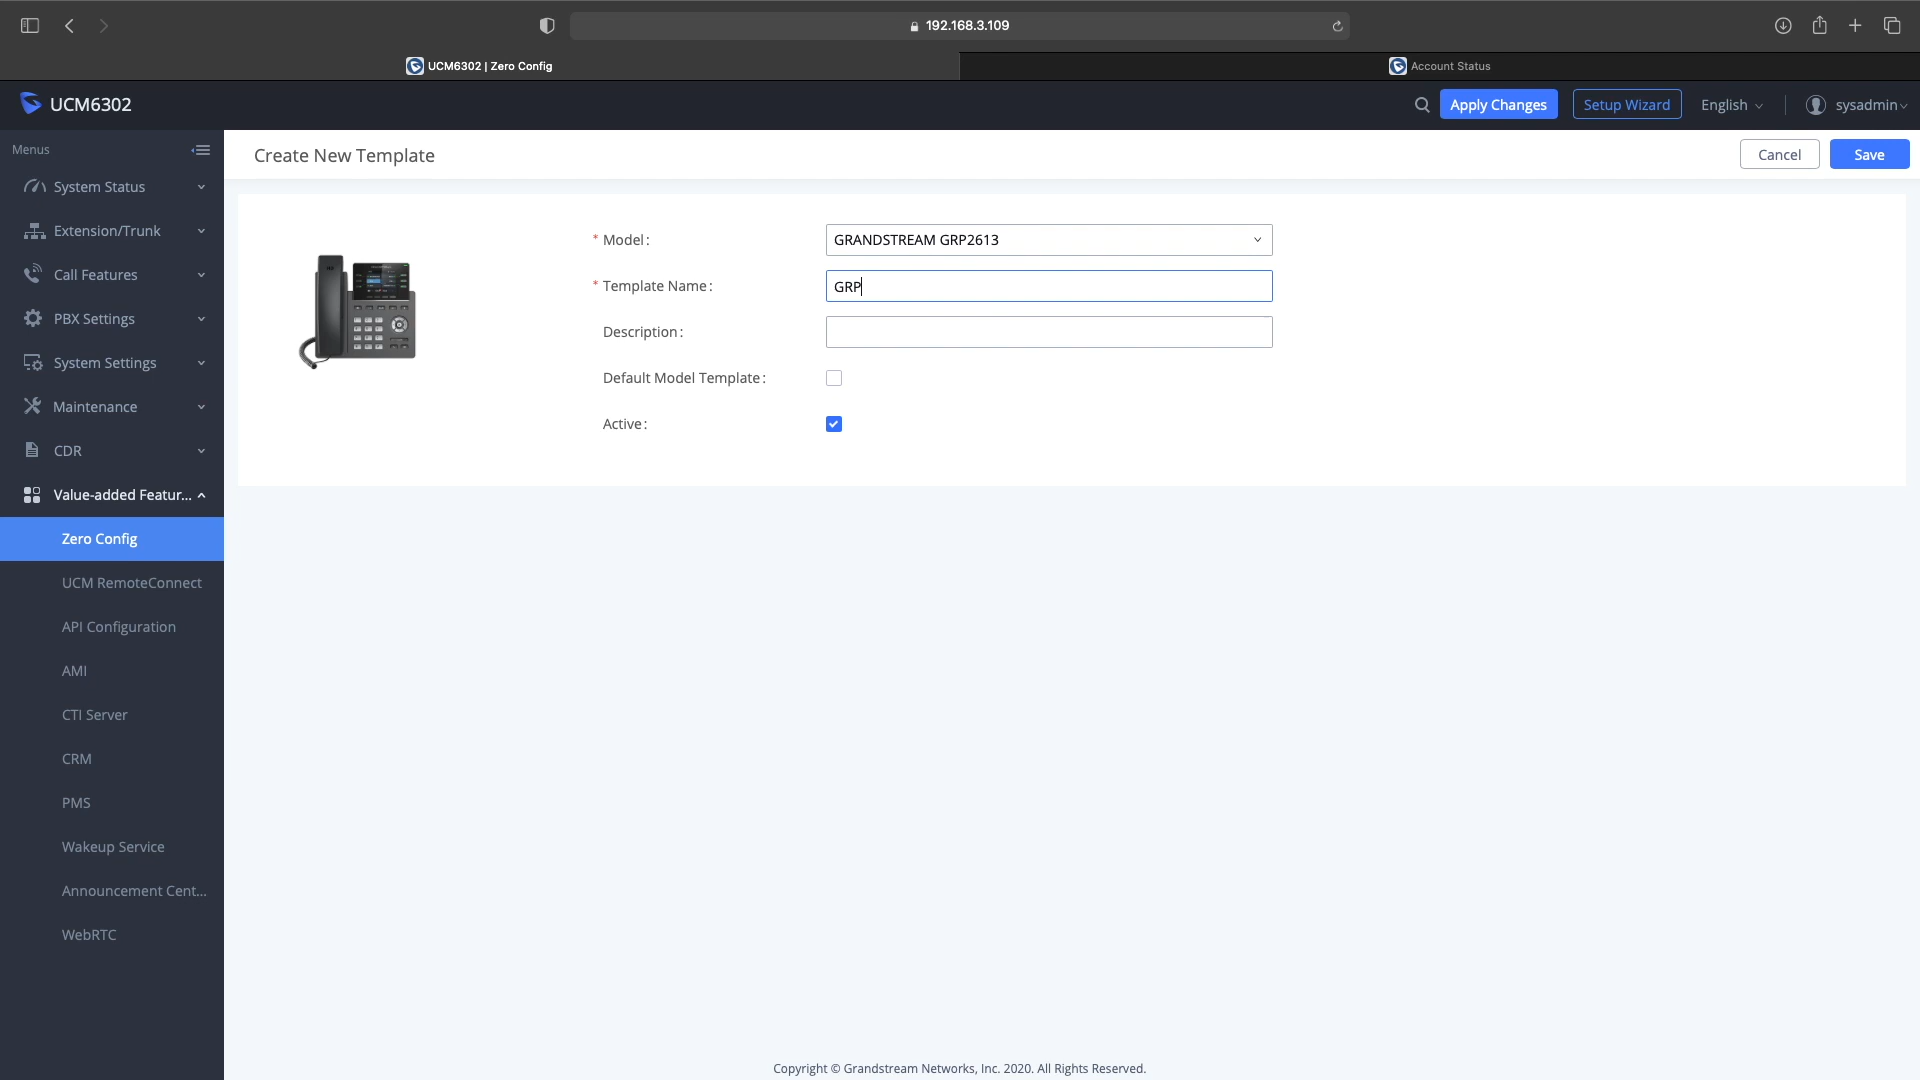 192.168.3.109
UCM6302 | Zero Config
Account Status
UCM6302
Apply Changes
Setup Wizard
English
sysadmin
Menus
Create New Template
Cancel
Save
System Status
Extension/Trunk
Call Features
PBX Settings
System Settings
Maintenance
CDR
Value-added Featur...
Zero Config
UCM RemoteConnect
API Configuration
AMI
CTI Server
CRM
PMS
Wakeup Service
Announcement Cent...
WebRTC
* Model:
GRANDSTREAM GRP2613
* Template Name:
GRP
Description:
Default Model Template:
Active:
Copyright © Grandstream Networks, Inc. 2020. All Rights Reserved.